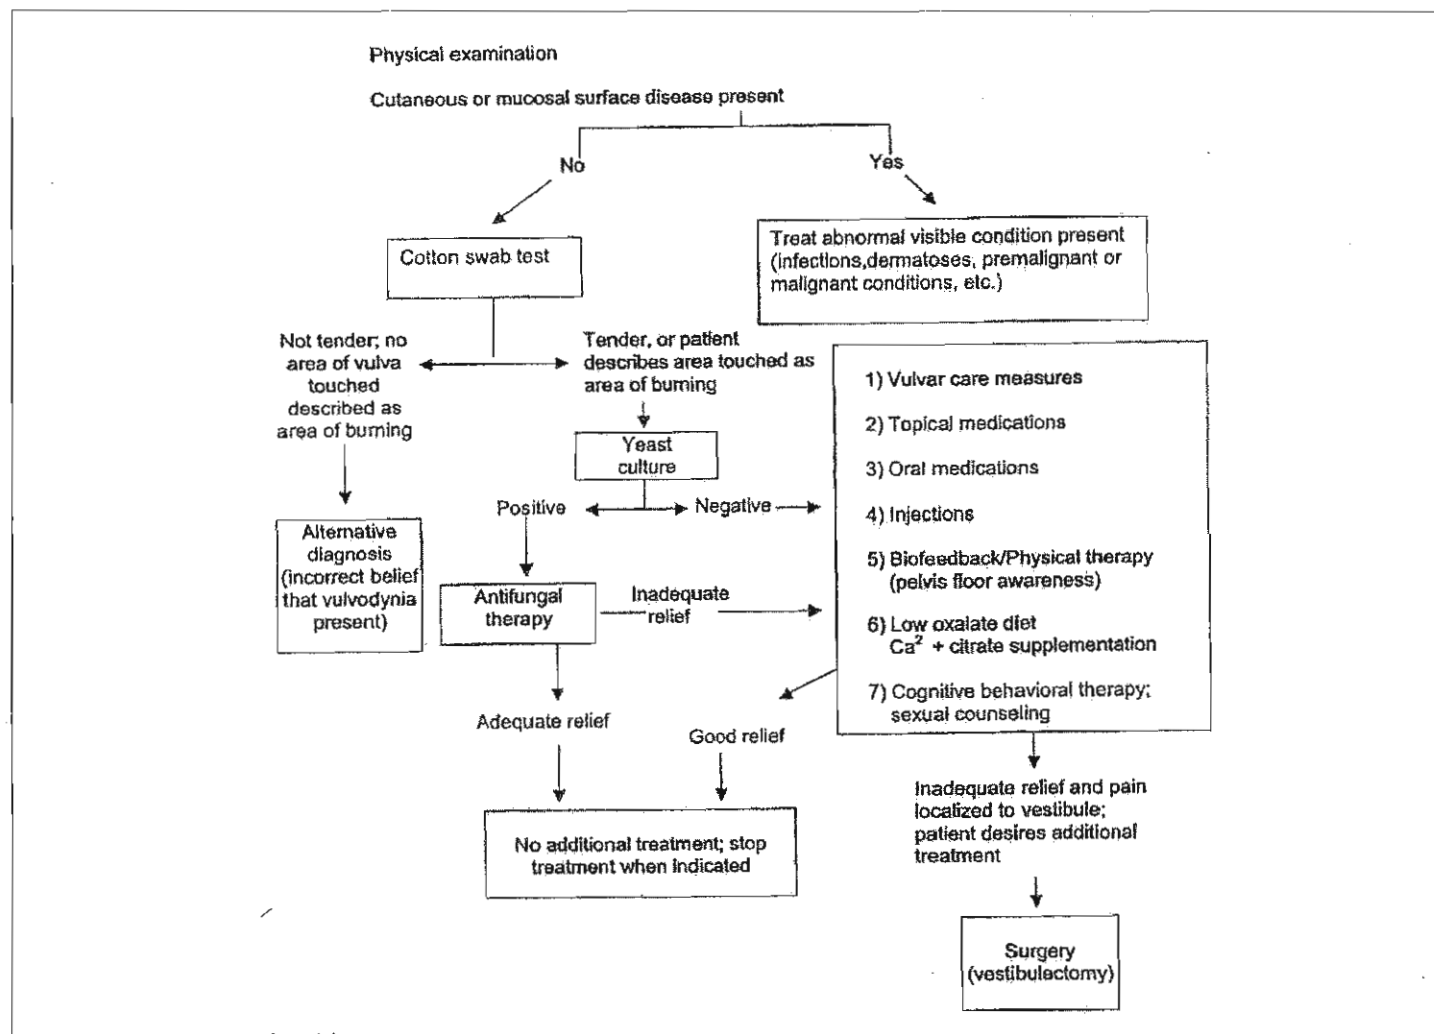 Physical examination
Cutaneous or mucosal surface disease present
No
Yes
Cotton swab test
Treat abnormal visible condition present
(infections,dermatoses, premalignant or
malignant conditions, etc.)
Not tender; no
area of vulva
touched
described as
area of burning
Tender, or patient
describes area touched as
area of burning
Yeast
culture
Positive
Negative
Alternative
diagnosis
(incorrect belief
that vulvodynia
present)
Antifungal
therapy
Inadequate
relief
1) Vulvar care measures
2) Topical medications
3) Oral medications
4) Injections
5) Biofeedback/Physical therapy
(pelvis floor awareness)
6) Low oxalate diet
Ca² + citrate supplementation
7) Cognitive behavioral therapy;
sexual counseling
Adequate relief
Good relief
No additional treatment; stop
treatment when indicated
Inadequate relief and pain
localized to vestibule;
patient desires additional
treatment
Surgery
(vestibulectomy)